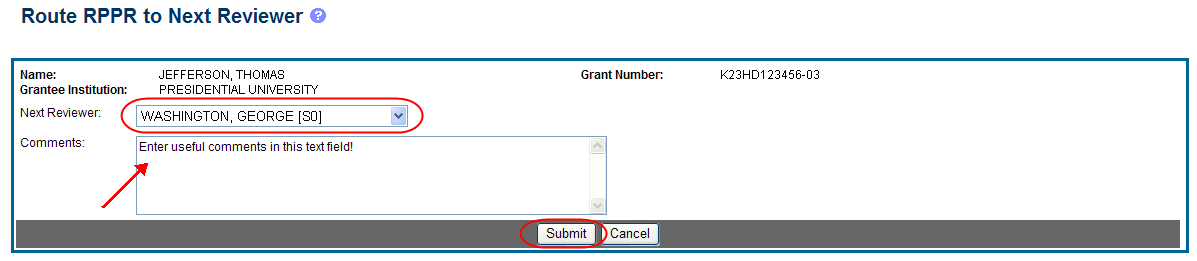 Route RPPR to Next Reviewer ?
Name: JEFFERSON, THOMAS Grant Number: K23HD123456-03
Grantee Institution: PRESIDENTIAL UNIVERSITY
Next Reviewer: WASHINGTON, GEORGE [S0]
Comments: Enter useful comments in this text field!
Submit Cancel